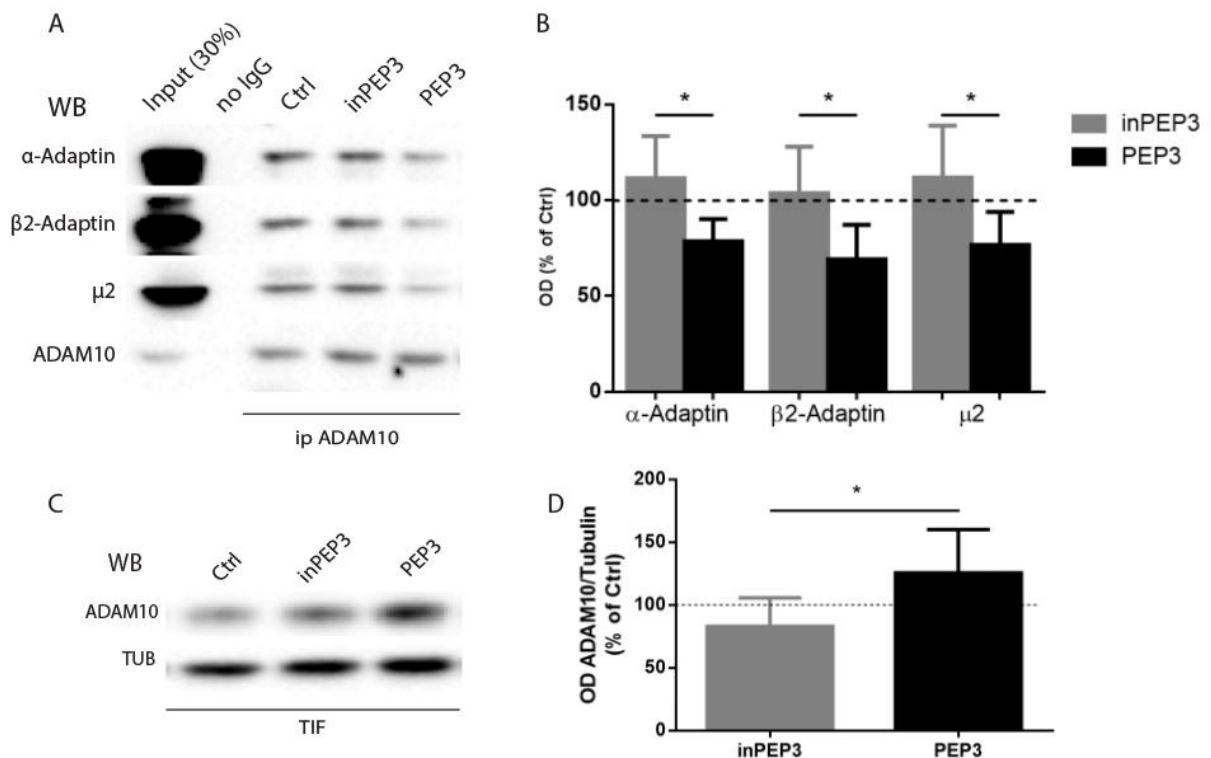 A
WB
Input (30%)
no IgG
Ctrl
inPEP3
PEP3
α-Adaptin
β2-Adaptin
μ2
ADAM10
ip ADAM10
B
OD (% of Ctrl)
150
100
50
0
*
*
*
α-Adaptin
β2-Adaptin
μ2
inPEP3
PEP3
C
WB
Ctrl
inPEP3
PEP3
ADAM10
TUB
TIF
D
OD ADAM10/Tubulin
(% of Ctrl)
200
150
100
50
0
*
inPEP3
PEP3